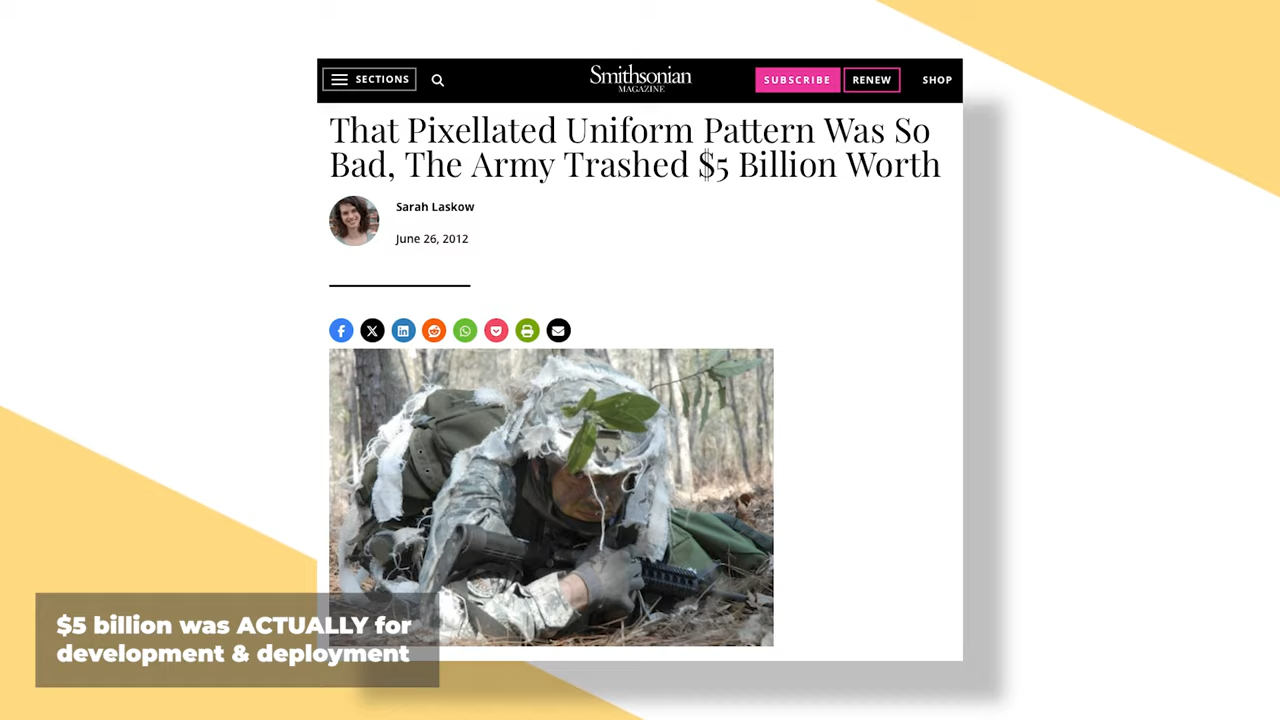 SECTIONS
Smithsonian
MAGAZINE
SUBSCRIBE
RENEW
SHOP
That Pixellated Uniform Pattern Was So
Bad, The Army Trashed $5 Billion Worth
Sarah Laskow
June 26, 2012
$5 billion was ACTUALLY for
development & deployment